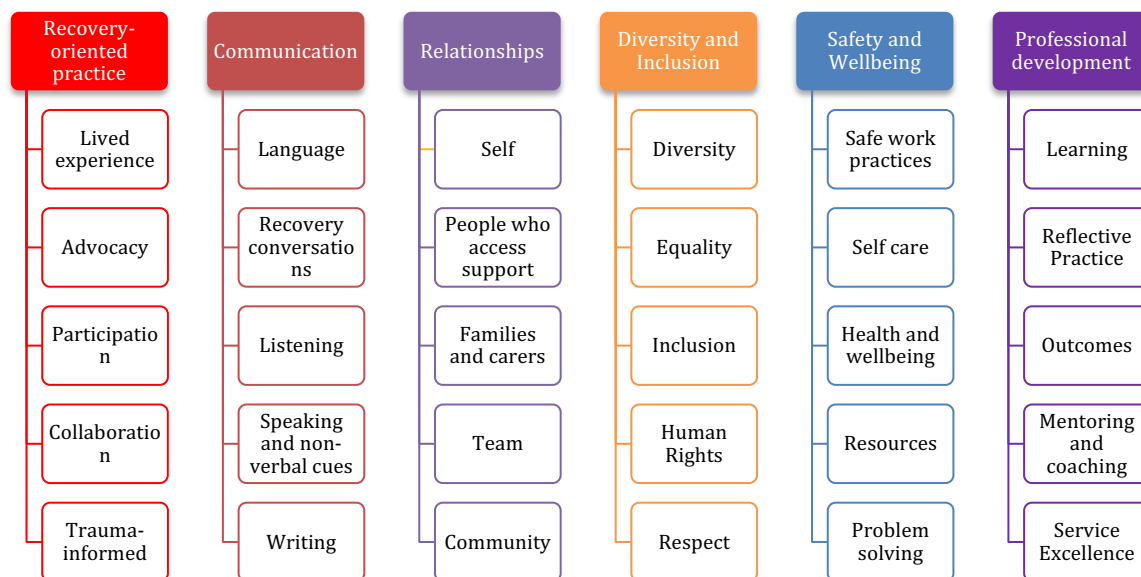 Recovery-
oriented
practice
Lived
experience
Advocacy
Participatio
n
Collaboratio
n
Trauma-
informed
Communication
Language
Recovery
conversati
ons
Listening
Speaking
and non-
verbal cues
Writing
Relationships
Self
People who
access
support
Families
and carers
Team
Community
Diversity and
Inclusion
Diversity
Equality
Inclusion
Human
Rights
Respect
Safety and
Wellbeing
Safe work
practices
Self care
Health and
wellbeing
Resources
Problem
solving
Professional
development
Learning
Reflective
Practice
Outcomes
Mentoring
and
coaching
Service
Excellence